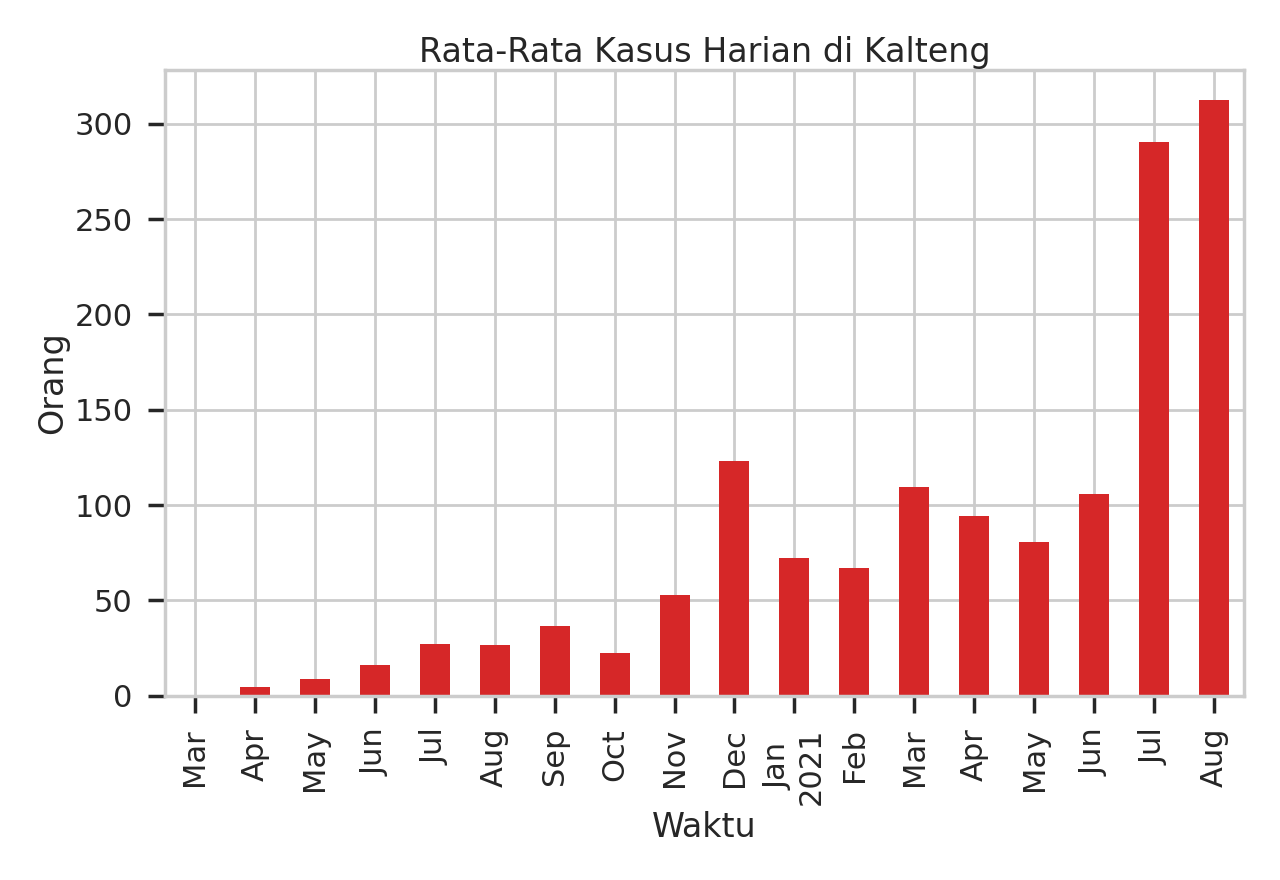 Rata-Rata Kasus Harian di Kalteng
300
250
200
150
100
50
0
Orang
Mar
Apr
May
Jun
Jul
Aug
Sep
Oct
Nov
Dec
Jan
2021
Feb
Mar
Apr
May
Jun
Jul
Aug
Waktu